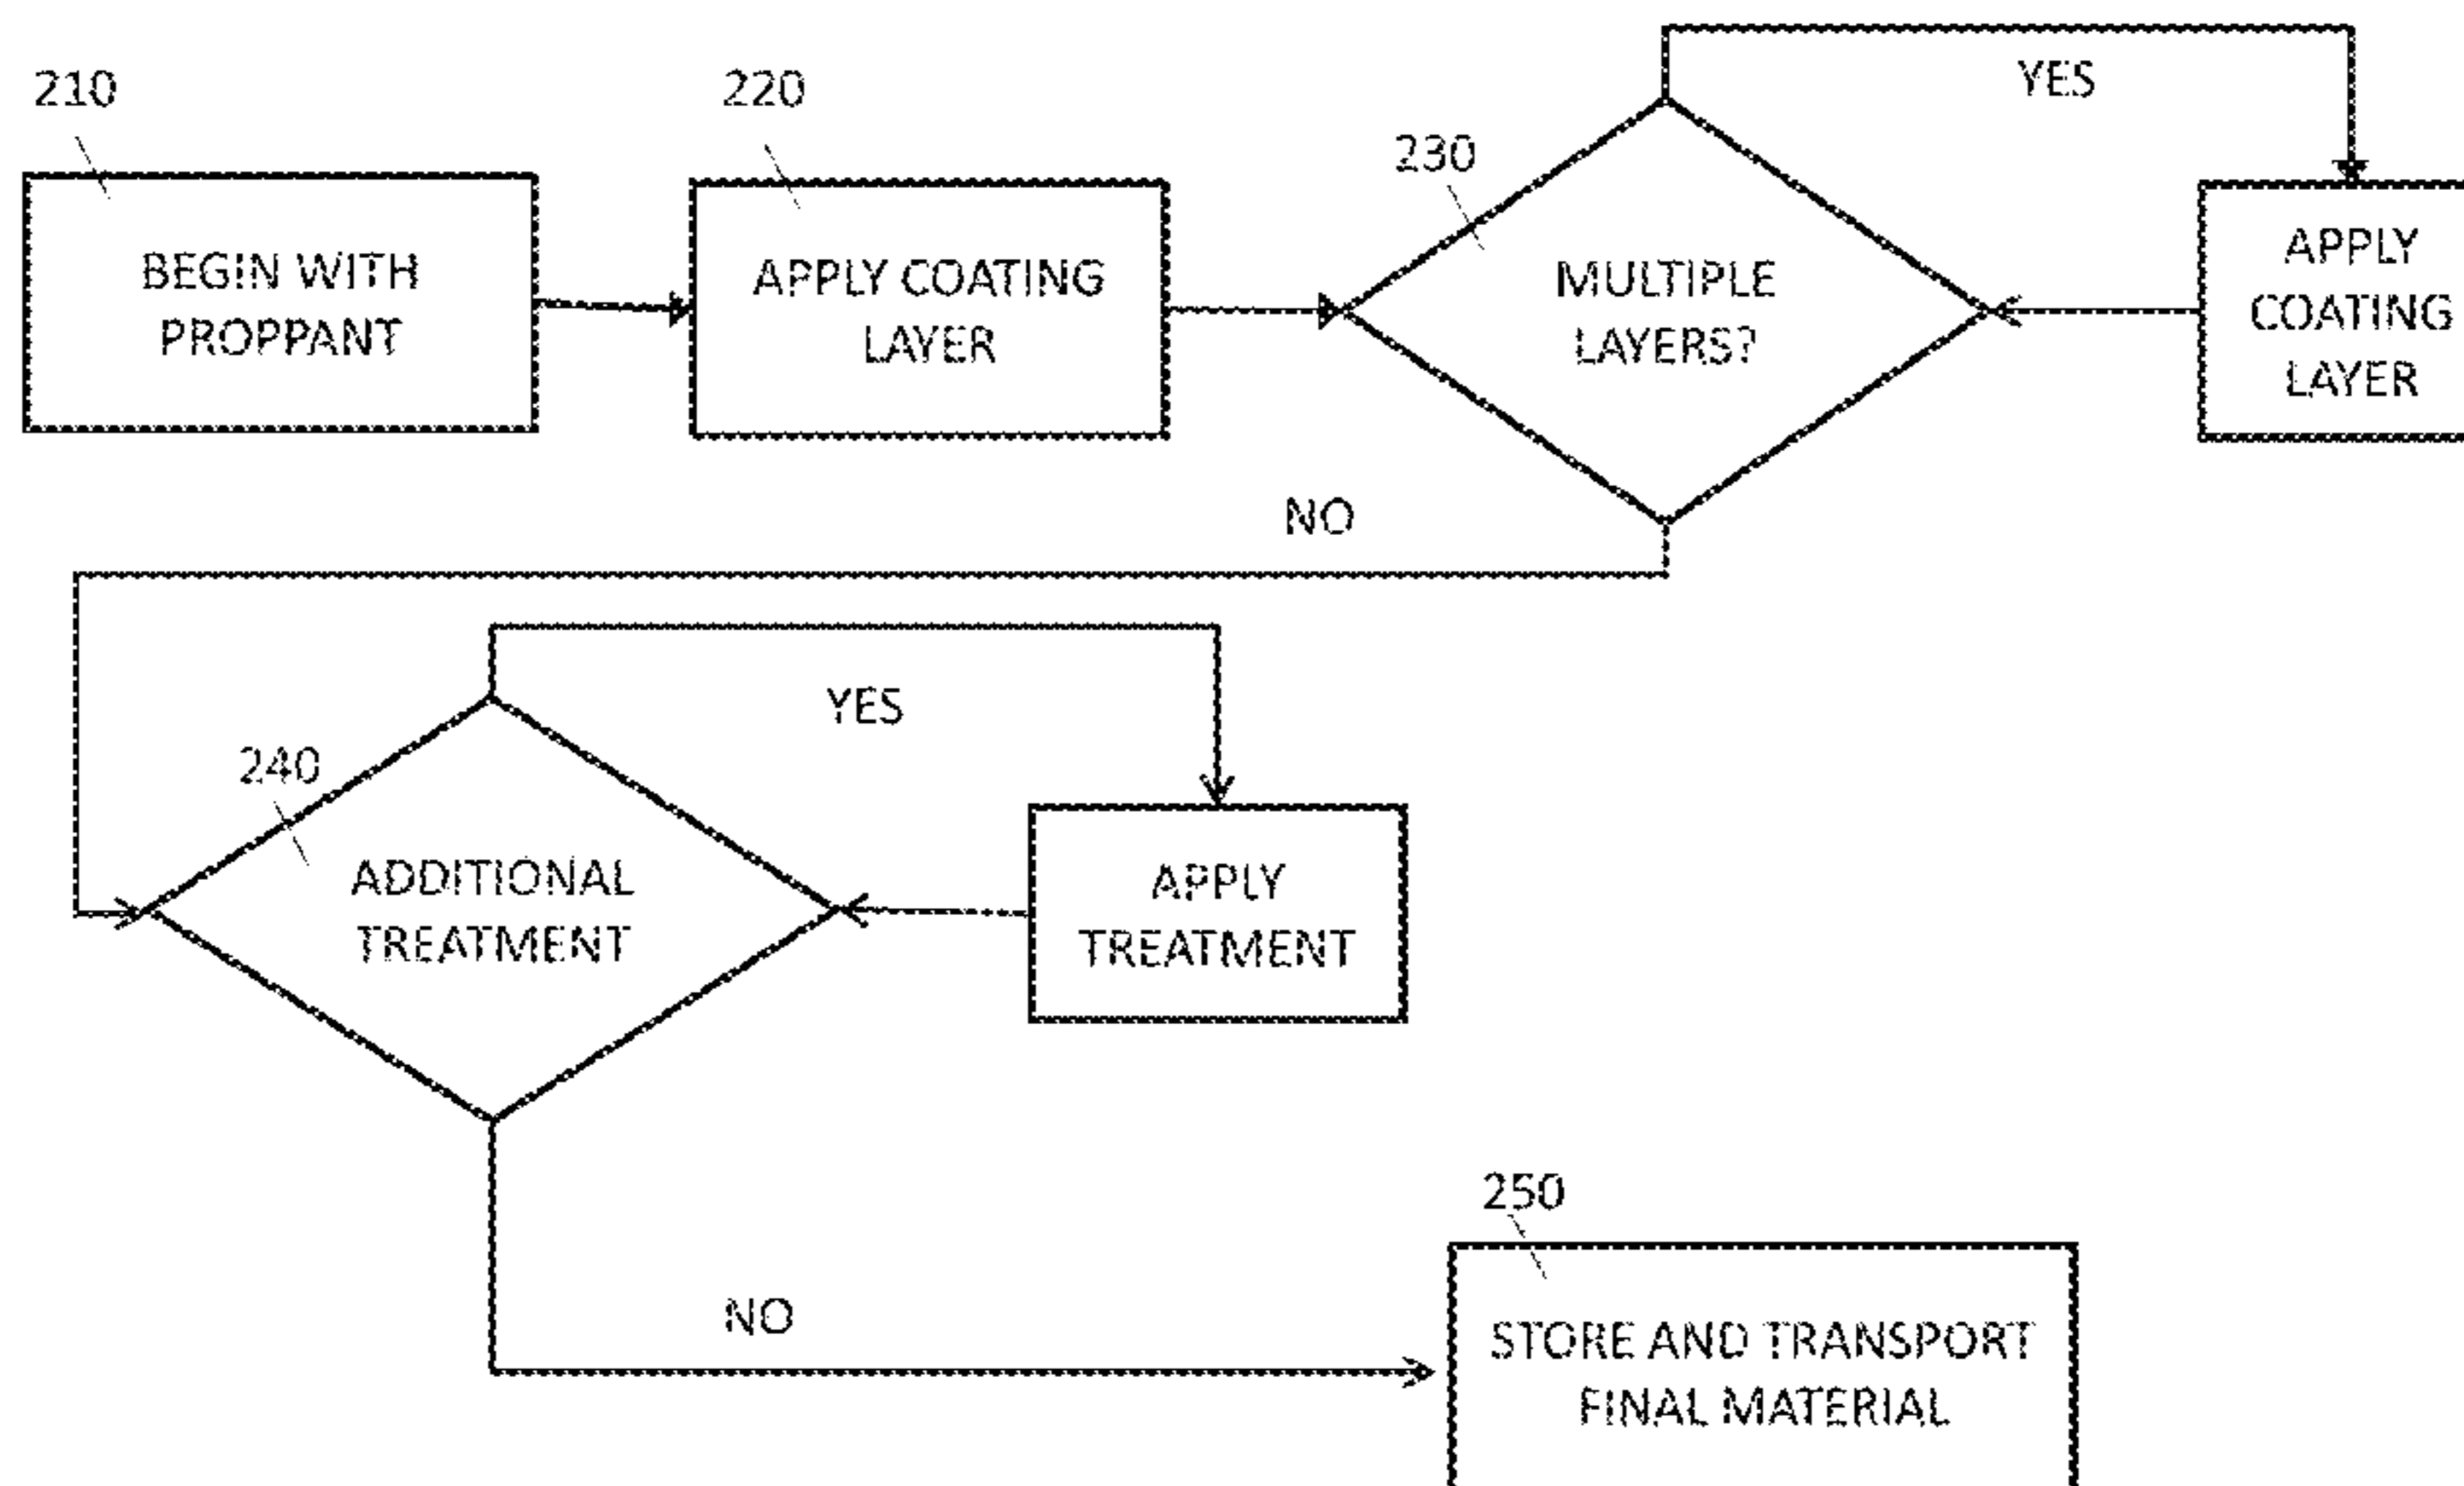 210
BEGIN WITH
PROPPANT
220
APPLY COATING
LAYER
230
MULTIPLE
LAYERS?
YES
APPLY
COATING
LAYER
NO
240
ADDITIONAL
TREATMENT
YES
APPLY
TREATMENT
NO
250
STORE AND TRANSPORT
FINAL MATERIAL